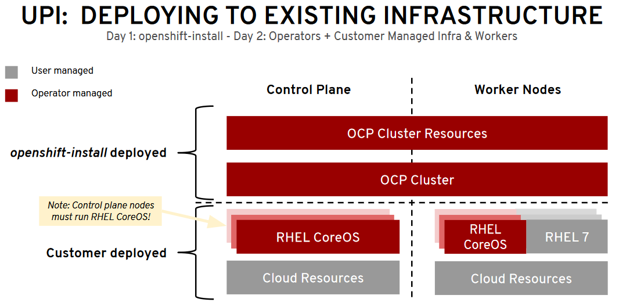 UPI: DEPLOYING TO EXISTING INFRASTRUCTURE
Day 1: openshift-install - Day 2: Operators + Customer Managed Infra & Workers
User managed
Operator managed
Control Plane
Worker Nodes
openshift-install deployed
OCP Cluster Resources
OCP Cluster
Note: Control plane nodes
must run RHEL CoreOS!
Customer deployed
RHEL CoreOS
RHEL
CoreOS
RHEL 7
Cloud Resources
Cloud Resources